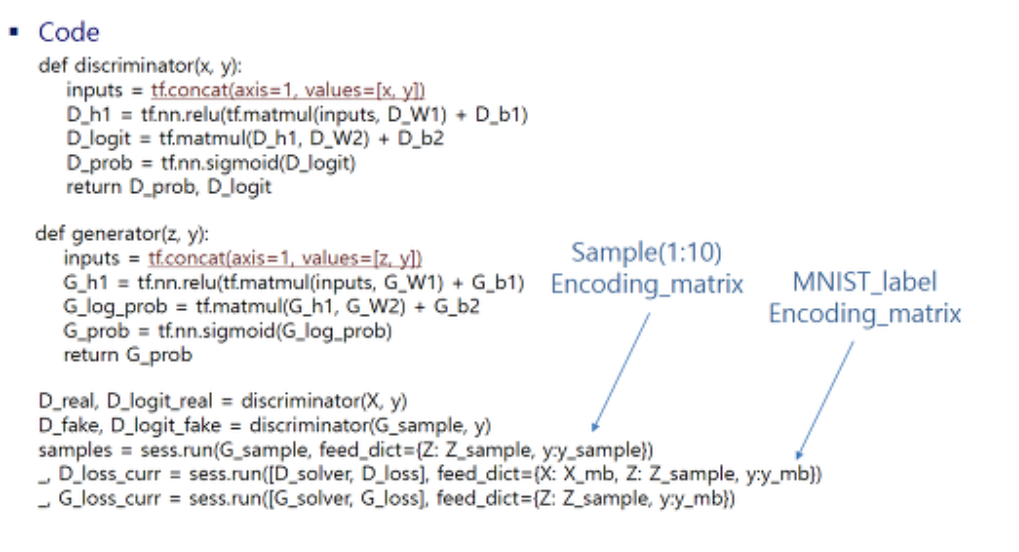 ▪ Code
def discriminator(x, y):
inputs = tf.concat(axis=1, values=[x, y])
D_h1 = tf.nn.relu(tf.matmul(inputs, D_W1) + D_b1)
D_logit = tf.matmul(D_h1, D_W2) + D_b2
D_prob = tf.nn.sigmoid(D_logit)
return D_prob, D_logit
def generator(z, y):
inputs = tf.concat(axis=1, values=[z, y])
G_h1 = tf.nn.relu(tf.matmul(inputs, G_W1) + G_b1)
G_log_prob = tf.matmul(G_h1, G_W2) + G_b2
G_prob = tf.nn.sigmoid(G_log_prob)
return G_prob
Sample(1:10)
Encoding_matrix
MNIST_label
Encoding_matrix
D_real, D_logit_real = discriminator(X, y)
D_fake, D_logit_fake = discriminator(G_sample, y)
samples = sess.run(G_sample, feed_dict={Z: Z_sample, y:y_sample})
_, D_loss_curr = sess.run([D_solver, D_loss], feed_dict={X: X_mb, Z: Z_sample, y:y_mb})
_, G_loss_curr = sess.run([G_solver, G_loss], feed_dict={Z: Z_sample, y:y_mb})